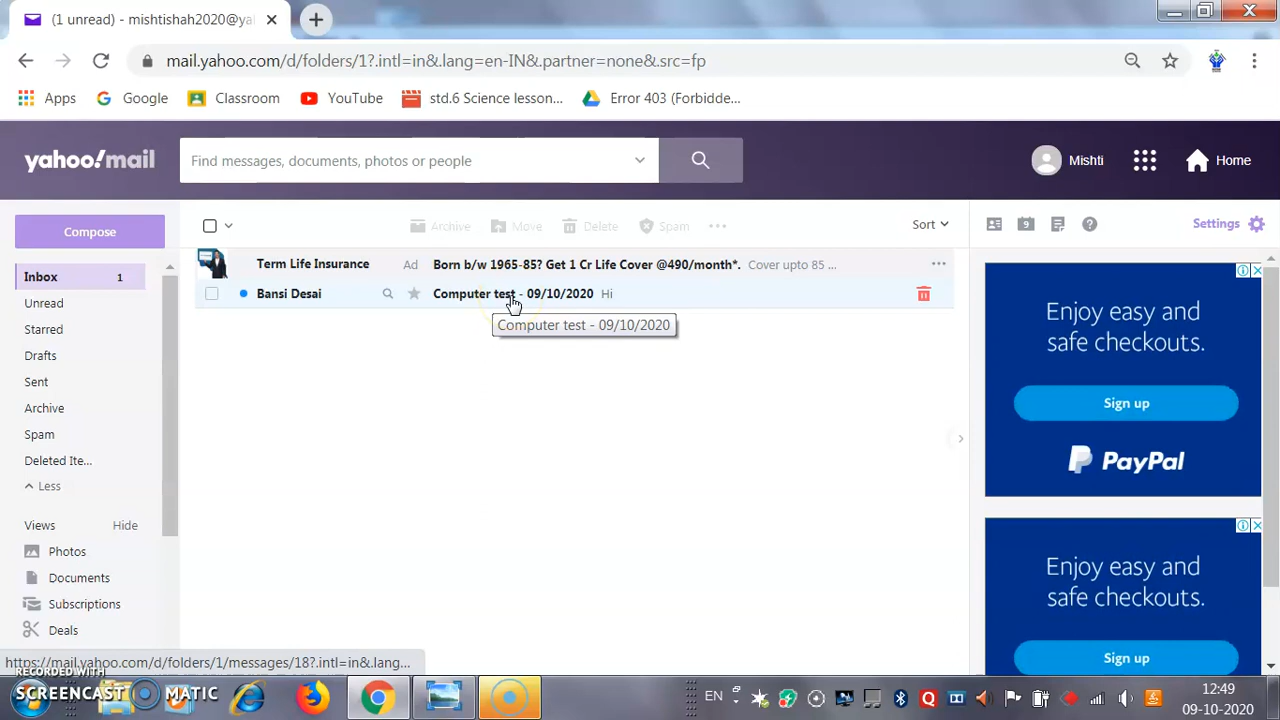 (1 unread) - mishtishah2020@ya
mail.yahoo.com/d/folders/1?.intl=in&.lang=en-IN&.partner=none&.src=fp
Apps Google Classroom YouTube std.6 Science lesson... Error 403 (Forbidde...
yahoo!mail Find messages, documents, photos or people Mishti Home
Compose Archive Move Delete Spam ••• Sort 9 Settings
Inbox 1 Term Life Insurance Ad Born b/w 1965-85? Get 1 Cr Life Cover @490/month*. Cover upto 85 ...
Unread Bansi Desai Computer test - 09/10/2020 Hi
Computer test - 09/10/2020
Starred
Drafts
Sent
Archive
Spam
Deleted Ite...
Less
Views Hide
Photos
Documents
Subscriptions
Deals
Enjoy easy and
safe checkouts.
Sign up
PayPal
Enjoy easy and
safe checkouts.
Sign up
https://mail.yahoo.com/d/folders/1/messages/18?.intl=in&.lang...
RECORDED WITH
SCREENCAST MATIC
EN 12:49
09-10-2020